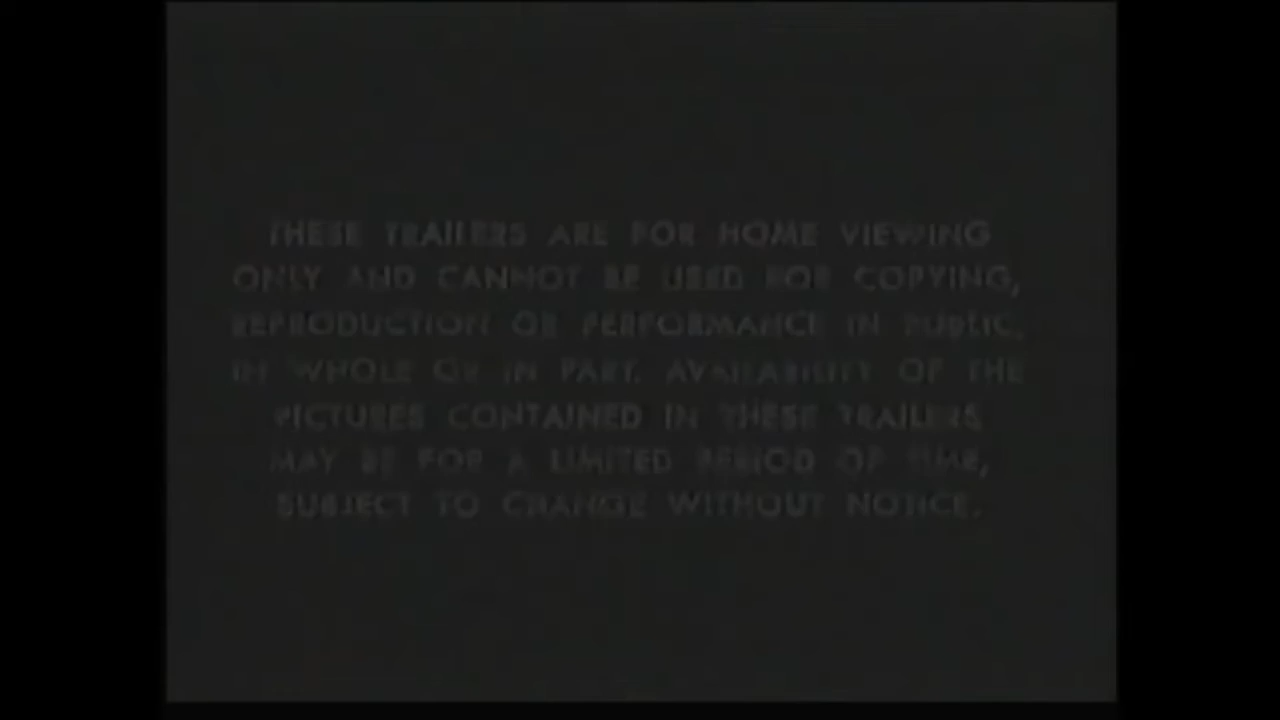 THESE TRAILERS ARE FOR HOME VIEWING
ONLY AND CANNOT BE USED FOR COPYING,
REPRODUCTION OR PERFORMANCE IN PUBLIC,
IN WHOLE OR IN PART. AVAILABILITY OF THE
PICTURES CONTAINED IN THESE TRAILERS
MAY BE FOR A LIMITED PERIOD OF TIME,
SUBJECT TO CHANGE WITHOUT NOTICE.